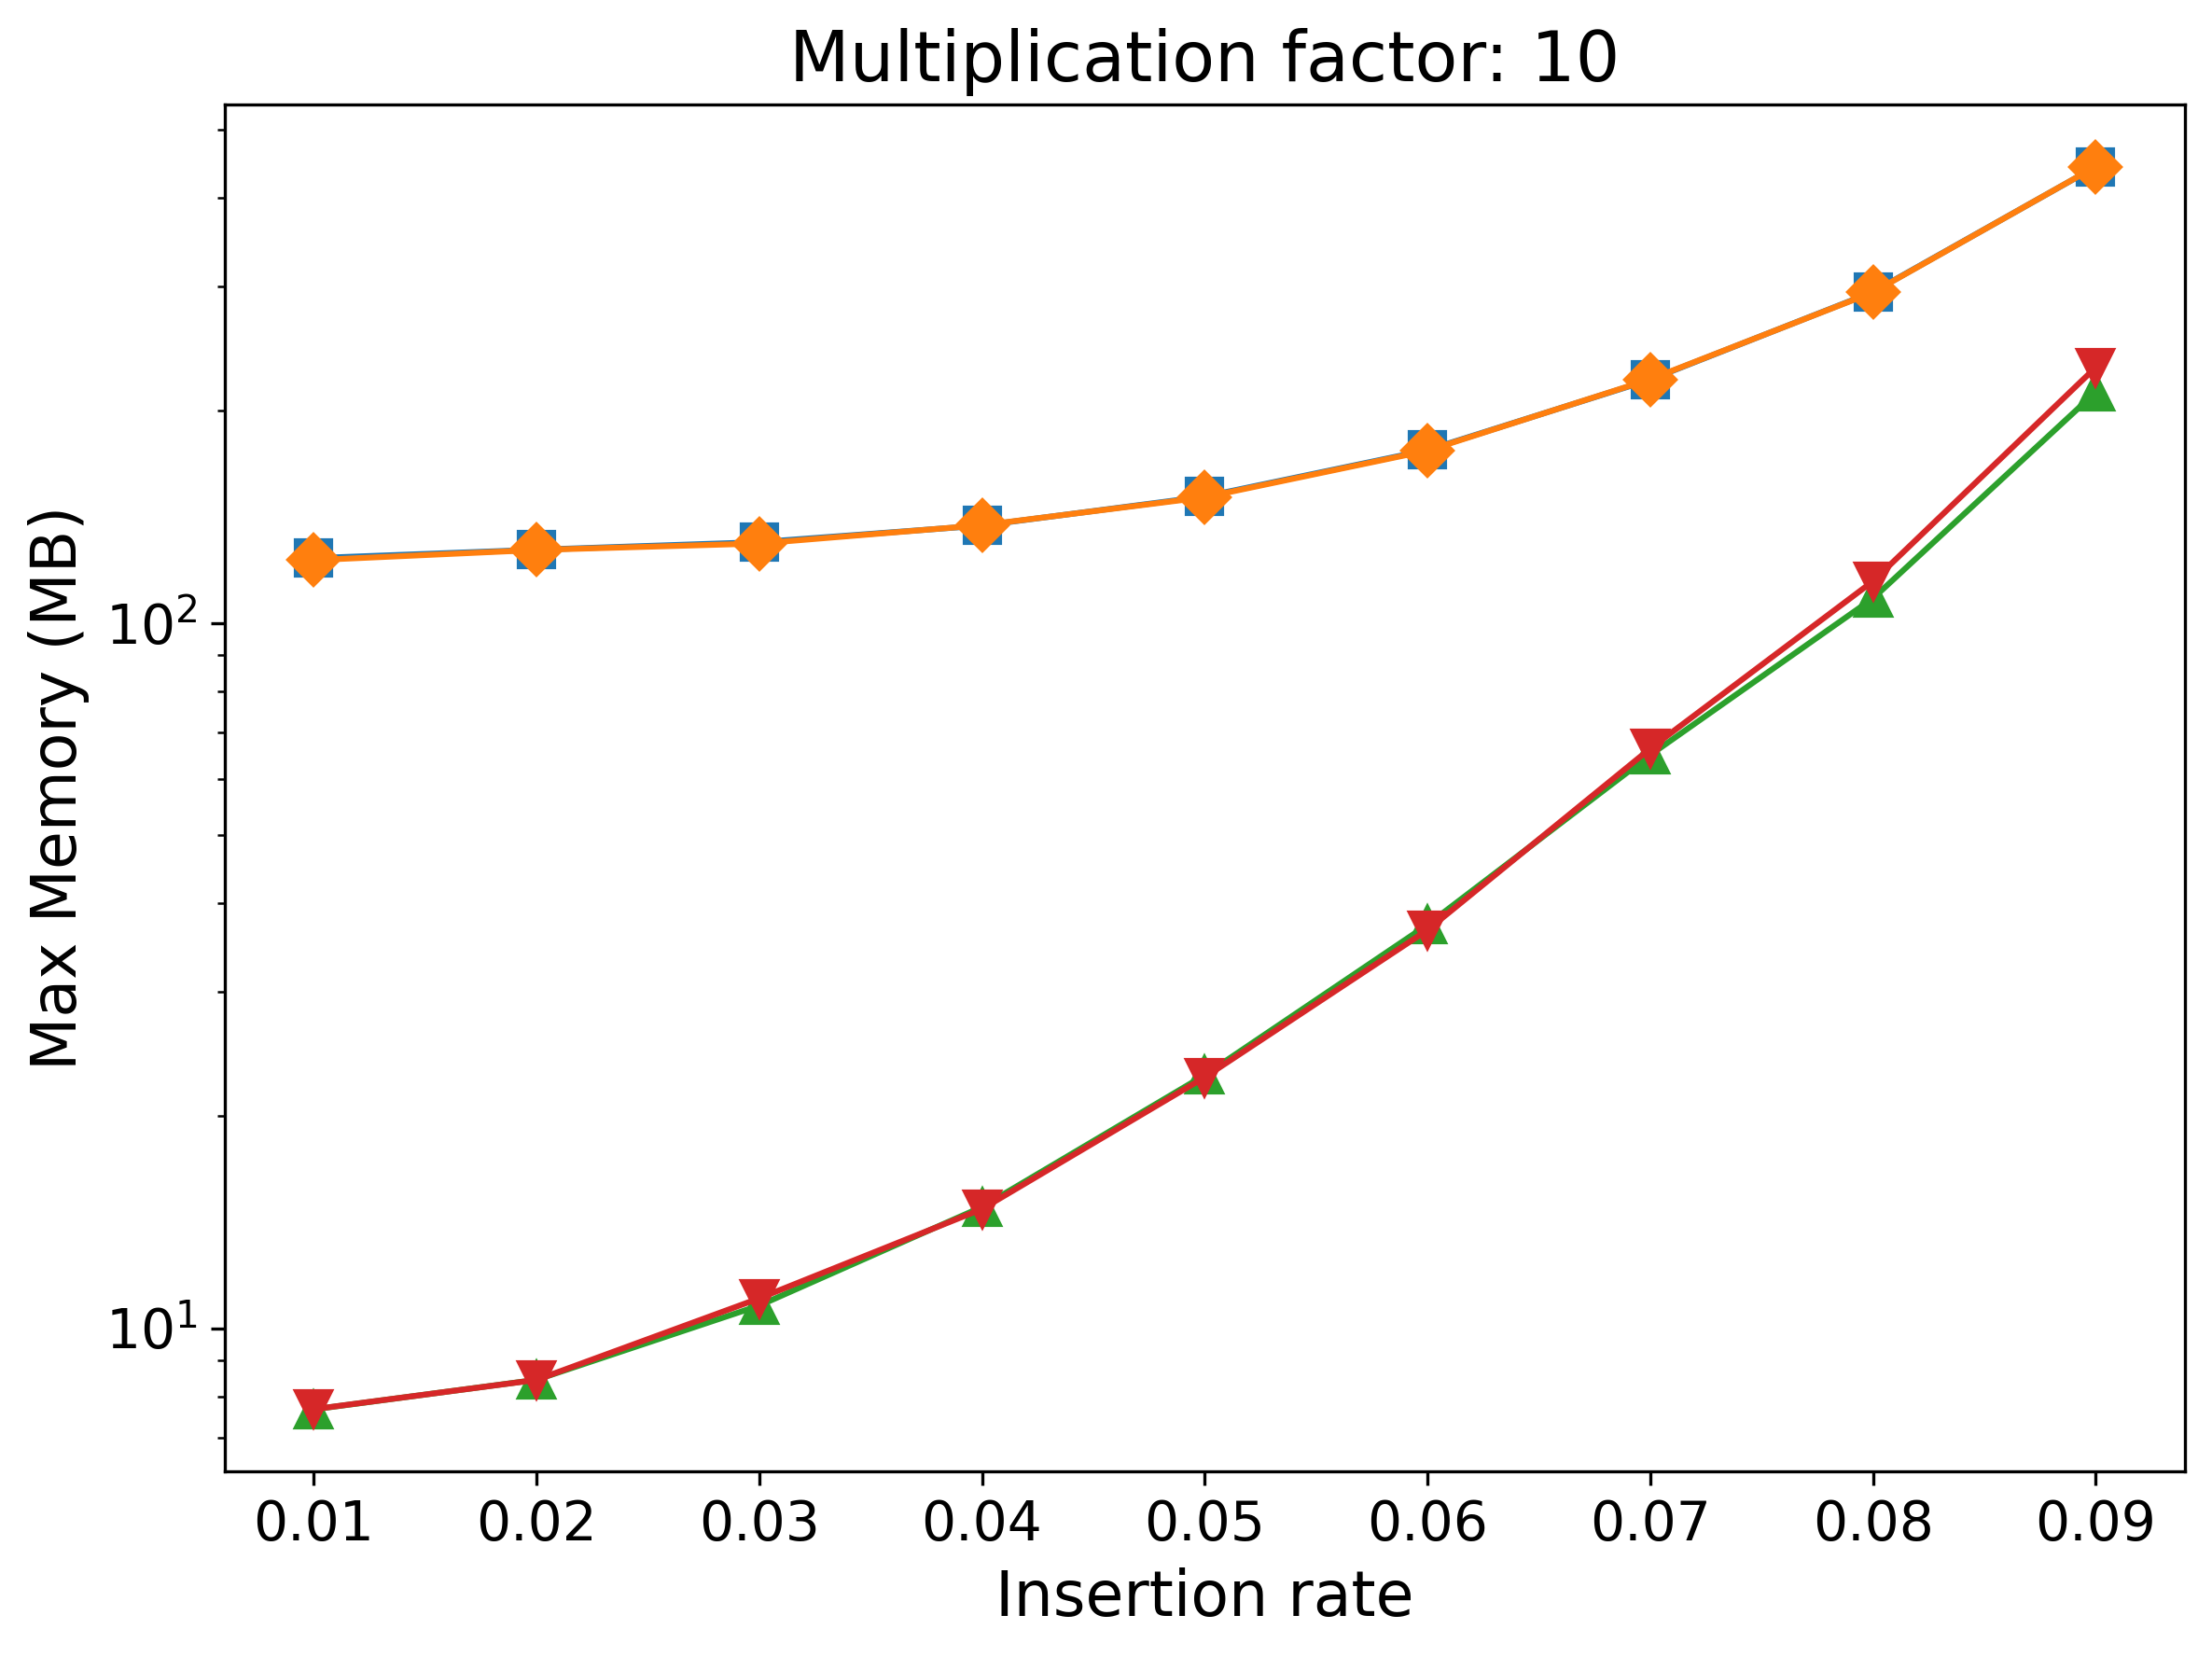 Multiplication factor: 10
Max Memory (MB)
10²
10¹
0.01 0.02 0.03 0.04 0.05 0.06 0.07 0.08 0.09
Insertion rate